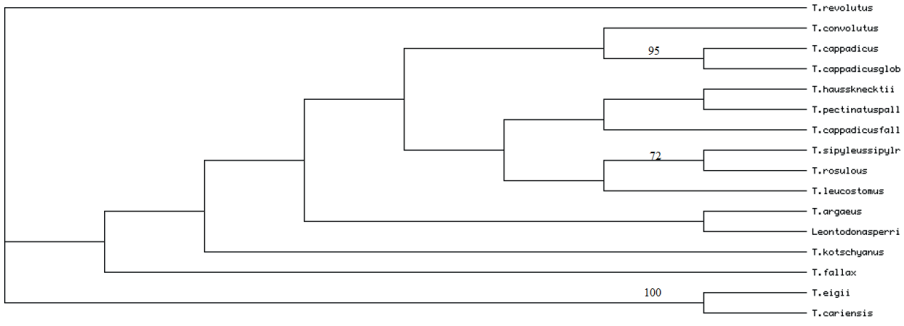 T.revolutus
T.convolutus
95
T.cappadicus
T.cappadicusglob
T.haussknecktii
T.pectinatuspall
T.cappadicusfall
T.sipyleussipylr
72
T.rosulous
T.leucostomus
T.argaeus
Leontodonasperri
T.kotschyanus
T.fallax
100
T.eigii
T.cariensis